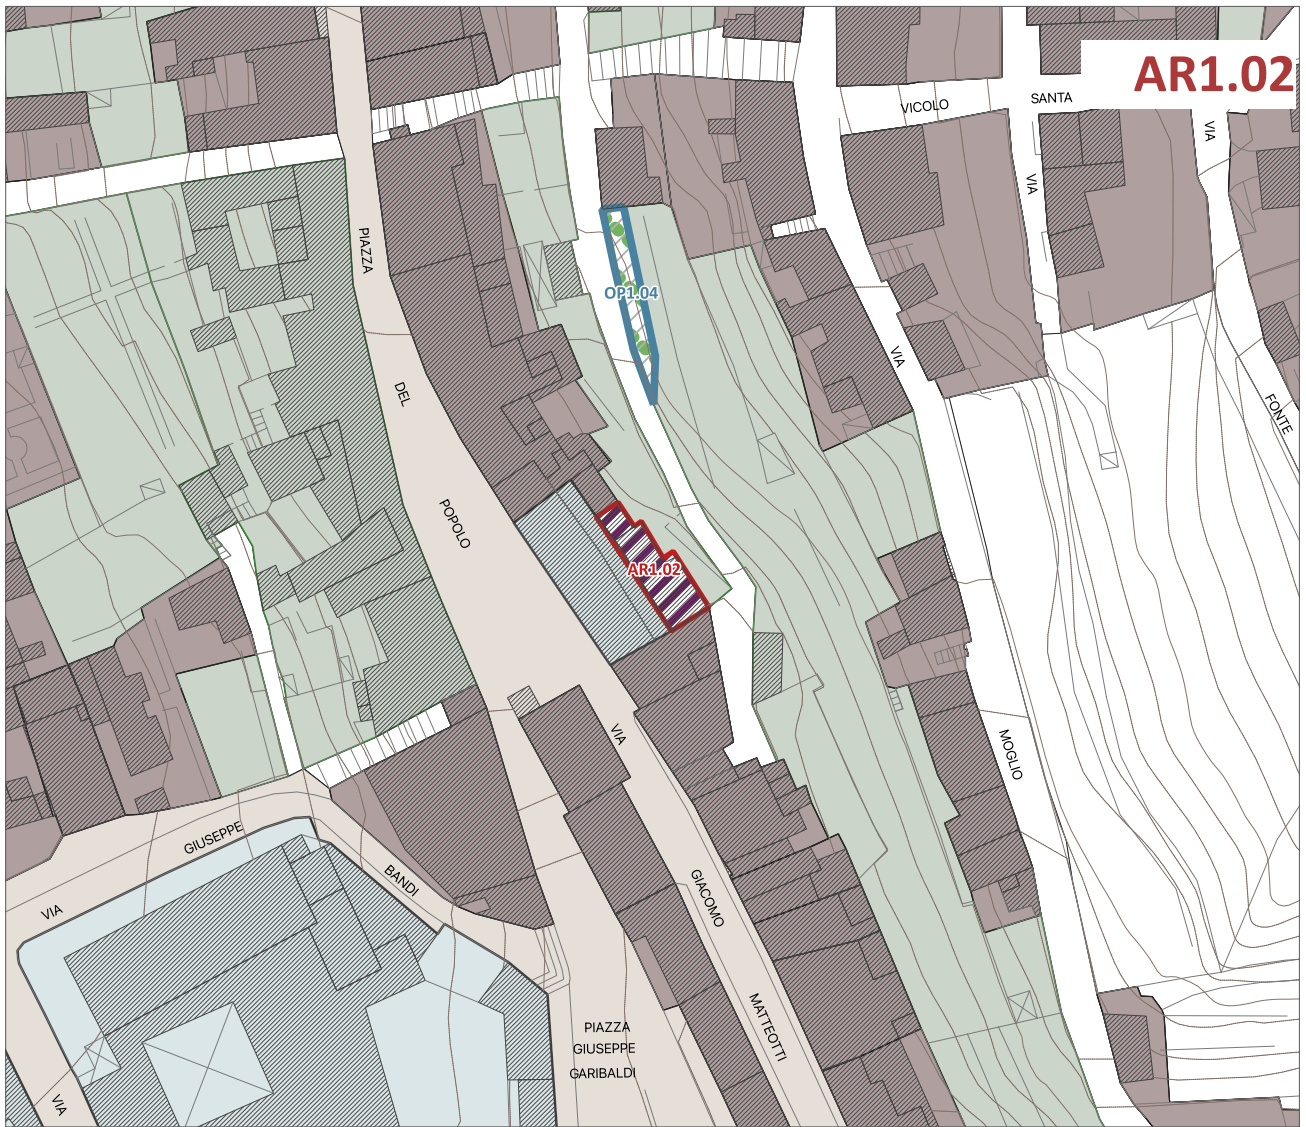 AR1.02
VICOLO
SANTA
VIA
VIA
PIAZZA
OP1.04
VIA
DEL
FONTE
POPOLO
AR1.02
VIA
MOGLIO
GIUSEPPE
BANDI
VIA
GIACOMO
MATTEOTTI
PIAZZA
GIUSEPPE
GARIBALDI
VIA